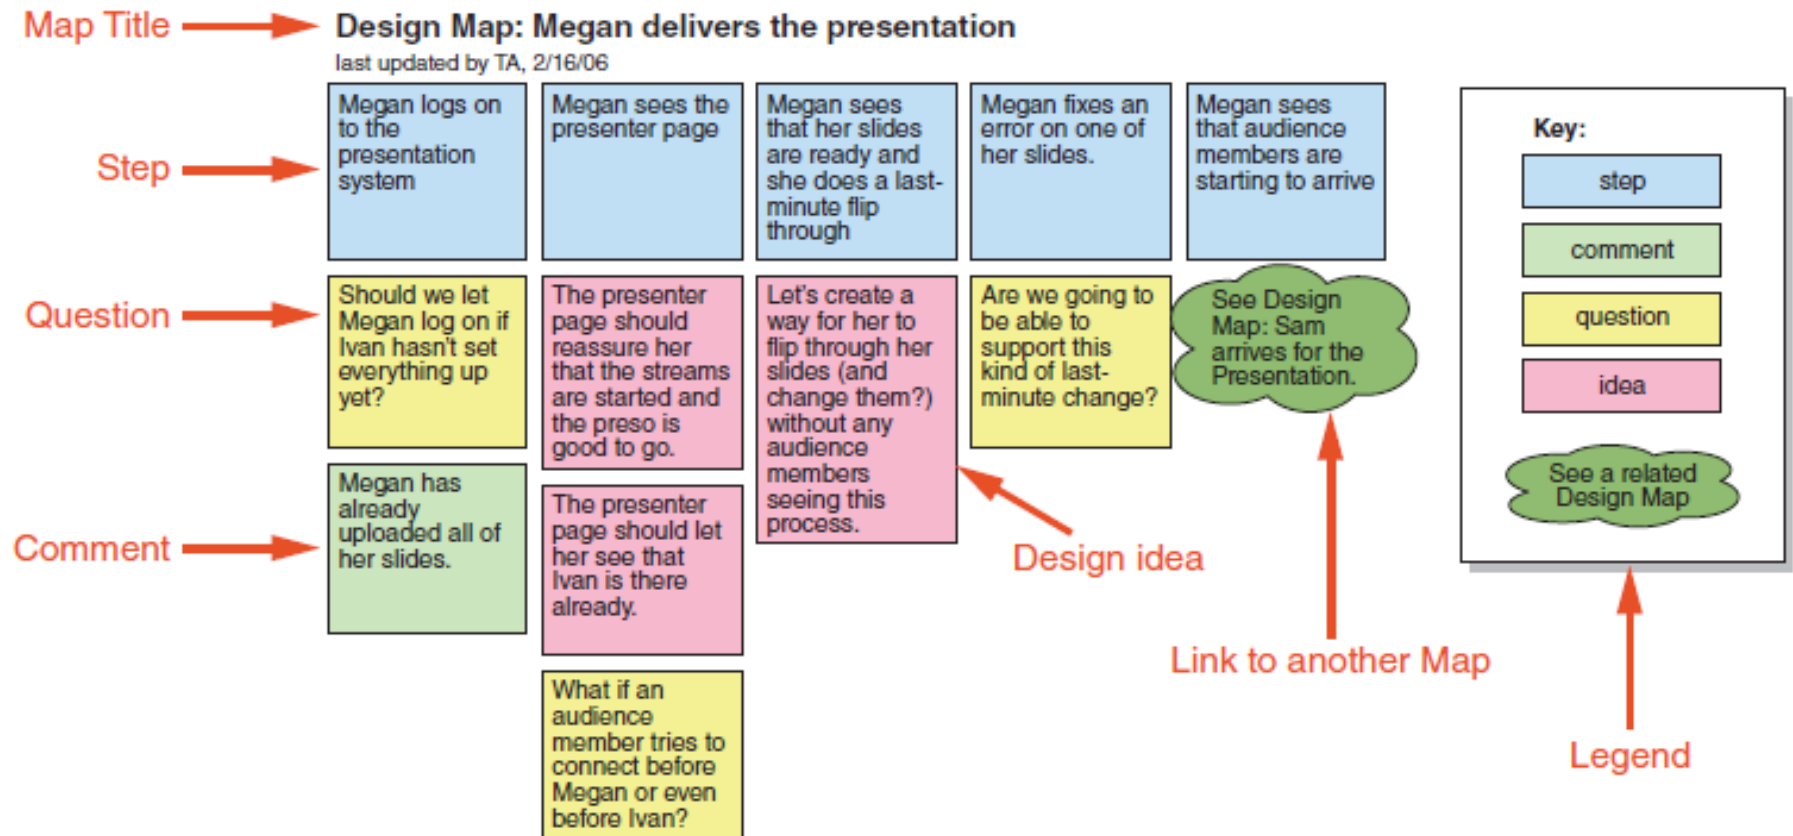 Map Title
Design Map: Megan delivers the presentation
last updated by TA, 2/16/06
Step
Megan logs on
to the
presentation
system
Megan sees the
presenter page
Megan sees
that her slides
are ready and
she does a last-
minute flip
through
Megan fixes an
error on one of
her slides.
Megan sees
that audience
members are
starting to arrive
Question
Should we let
Megan log on if
Ivan hasn't set
everything up
yet?
The presenter
page should
reassure her
that the streams
are started and
the preso is
good to go.
Let's create a
way for her to
flip through her
slides (and
change them?)
without any
audience
members
seeing this
process.
Are we going to
be able to
support this
kind of last-
minute change?
See Design
Map: Sam
arrives for the
Presentation.
Comment
Megan has
already
uploaded all of
her slides.
The presenter
page should let
her see that
Ivan is there
already.
What if an
audience
member tries to
connect before
Megan or even
before Ivan?
Design idea
Link to another Map
Key:
step
comment
question
idea
See a related
Design Map
Legend